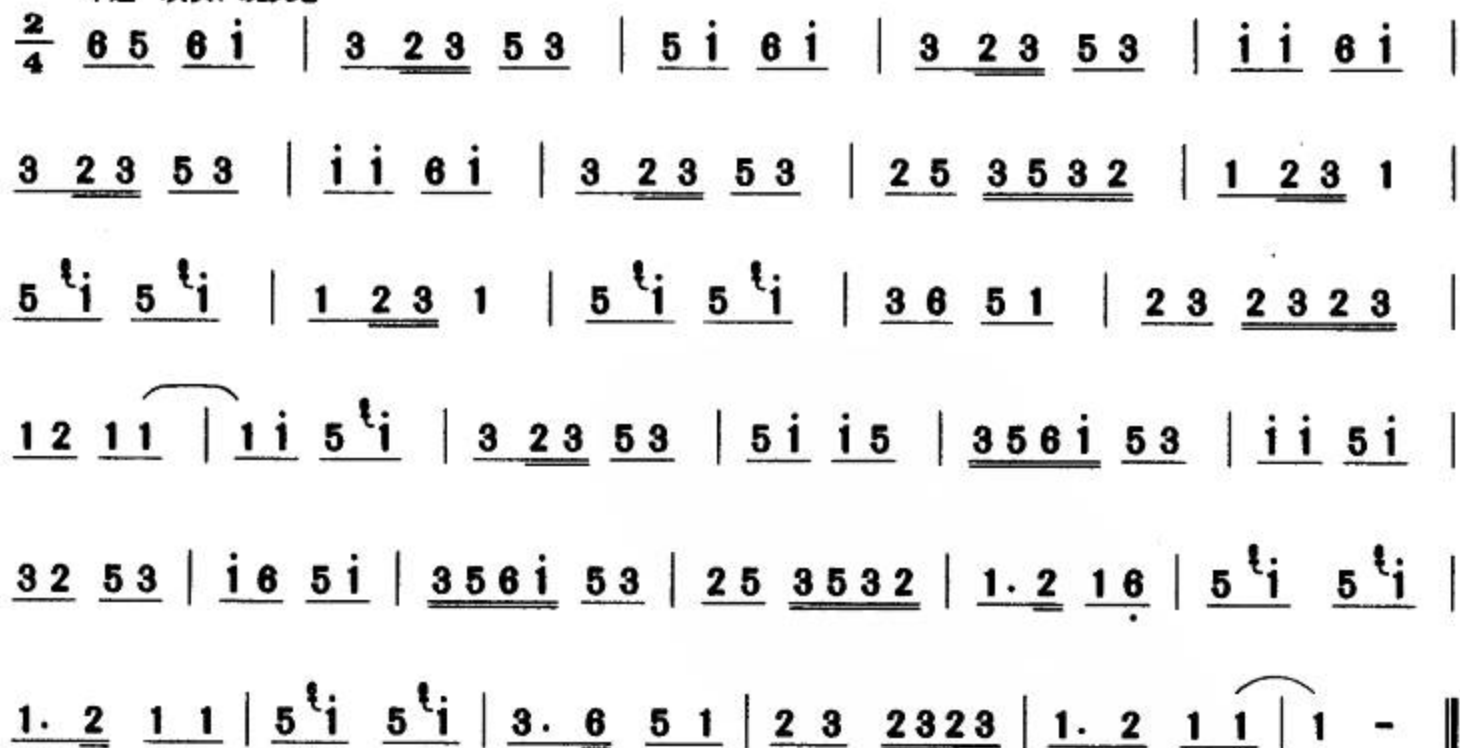 2/4 6 5 6 i̇ | 3 2 3 5 3 | 5 i̇ 6 i̇ | 3 2 3 5 3 | i̇ i̇ 6 i̇ |
3 2 3 5 3 | i̇ i̇ 6 i̇ | 3 2 3 5 3 | 2 5 3 5 3 2 | 1 2 3 1 |
5 i̇ 5 i̇ | 1 2 3 1 | 5 i̇ 5 i̇ | 3 6 5 1 | 2 3 2 3 2 3 |
1 2 1 1 | 1 i̇ 5 i̇ | 3 2 3 5 3 | 5 i̇ i̇ 5 | 3 5 6 i̇ 5 3 | i̇ i̇ 5 i̇ |
3 2 5 3 | i̇ 6 5 i̇ | 3 5 6 i̇ 5 3 | 2 5 3 5 3 2 | 1. 2 1 6̣ | 5 i̇ 5 i̇ |
1. 2 1 1 | 5 i̇ 5 i̇ | 3. 6 5 1 | 2 3 2 3 2 3 | 1. 2 1 1 | 1 - ‖